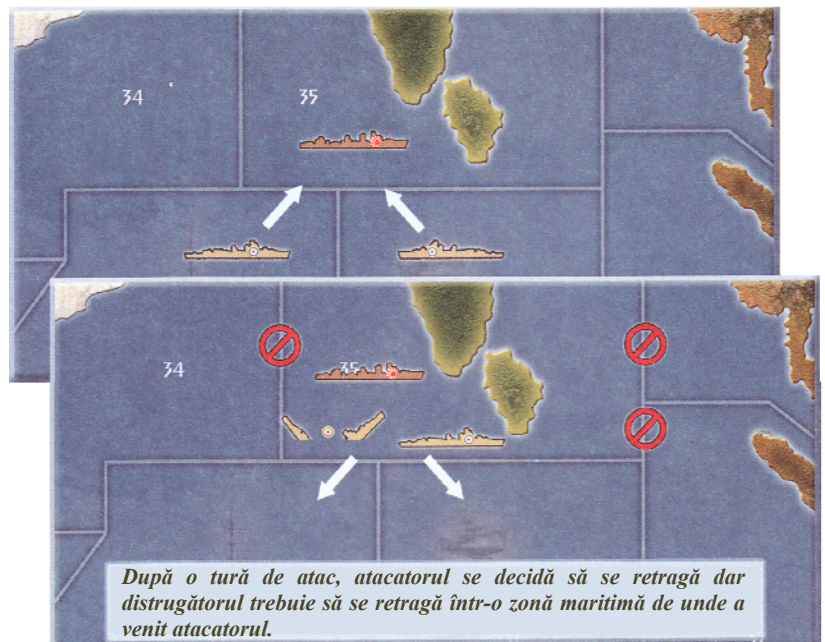 34
35
34
35
După o tură de atac, atacatorul se decidă să se retragă dar
distrugătorul trebuie să se retragă într-o zonă maritimă de unde a
venit atacatorul.